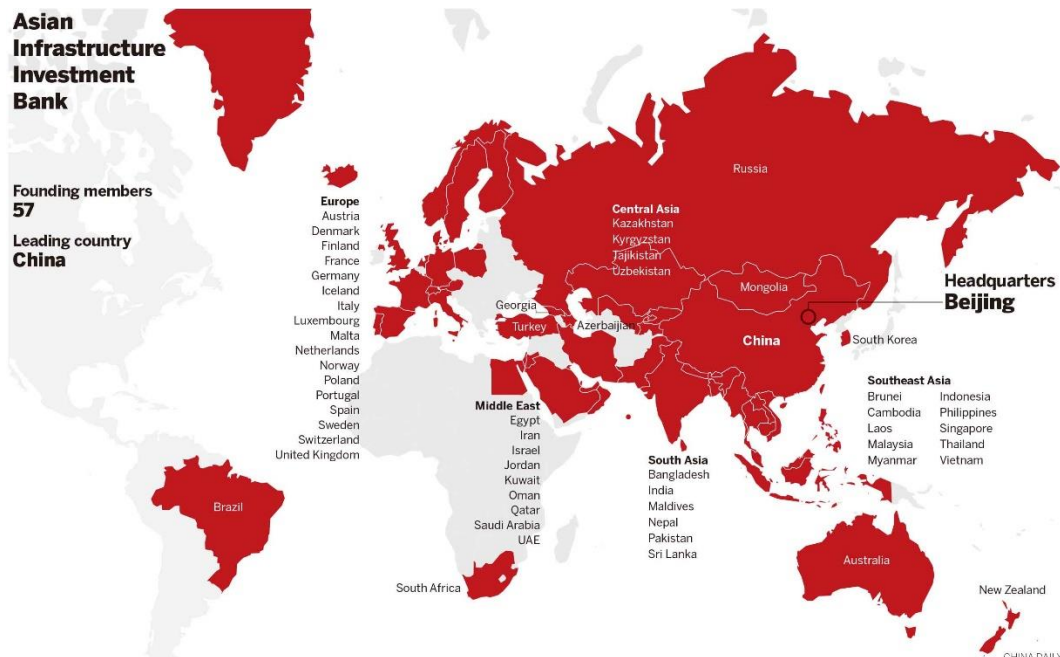 Asian
Infrastructure
Investment
Bank
Founding members
57
Leading country
China
Europe
Austria
Denmark
Finland
France
Germany
Iceland
Italy
Luxembourg
Malta
Netherlands
Norway
Poland
Portugal
Spain
Sweden
Switzerland
United Kingdom
Russia
Central Asia
Kazakhstan
Kyrgyzstan
Tajikistan
Uzbekistan
Mongolia
Headquarters
Beijing
Georgia
Turkey
Azerbaijan
China
South Korea
Middle East
Egypt
Iran
Israel
Jordan
Kuwait
Oman
Qatar
Saudi Arabia
UAE
South Asia
Bangladesh
India
Maldives
Nepal
Pakistan
Sri Lanka
Southeast Asia
Brunei Indonesia
Cambodia Philippines
Laos Singapore
Malaysia Thailand
Myanmar Vietnam
Brazil
South Africa
Australia
New Zealand
CHINA DAILY